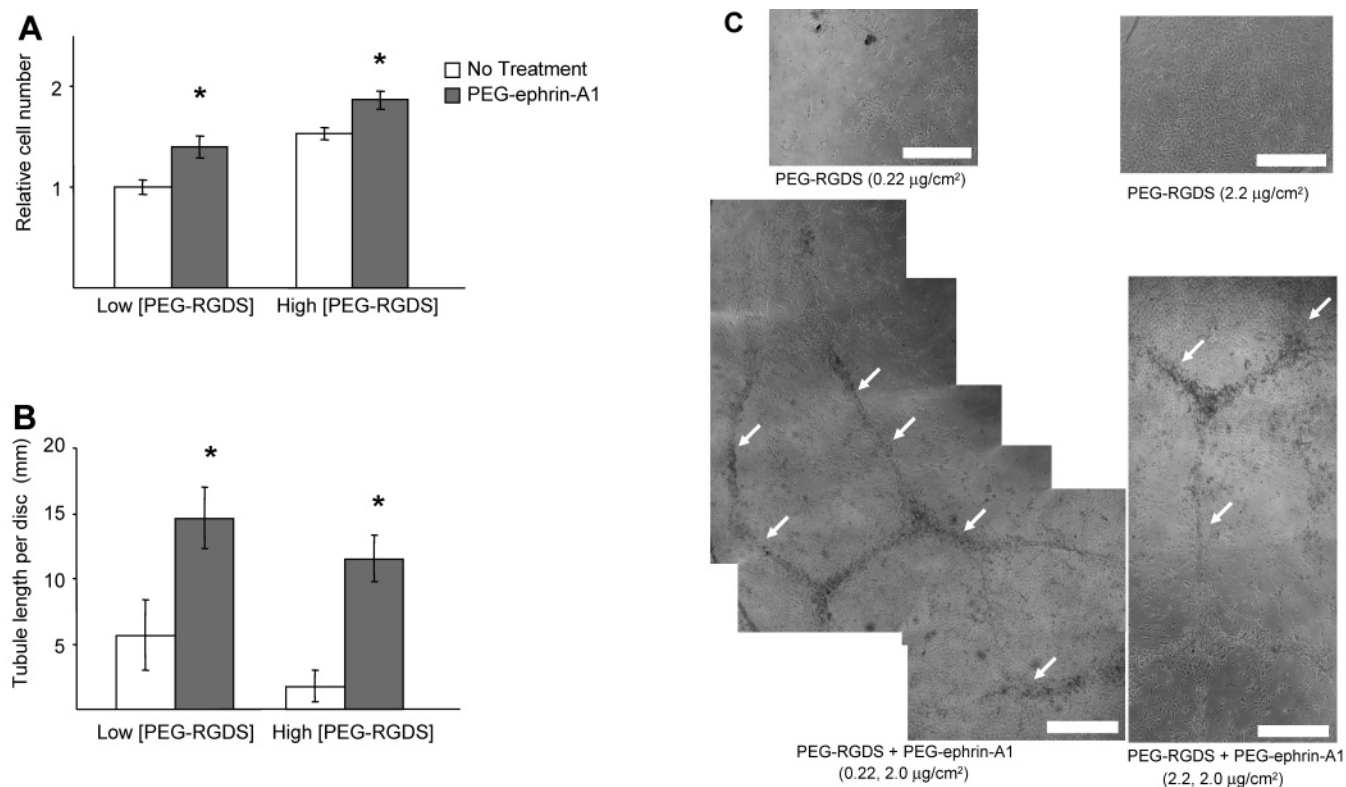 A
2
1
Relative cell number
*
*
No Treatment
PEG-ephrin-A1
Low [PEG-RGDS]
High [PEG-RGDS]
B
20
15
10
5
Tubule length per disc (mm)
*
*
Low [PEG-RGDS]
High [PEG-RGDS]
C
PEG-RGDS (0.22 µg/cm²)
PEG-RGDS (2.2 µg/cm²)
PEG-RGDS + PEG-ephrin-A1
(0.22, 2.0 µg/cm²)
PEG-RGDS + PEG-ephrin-A1
(2.2, 2.0 µg/cm²)